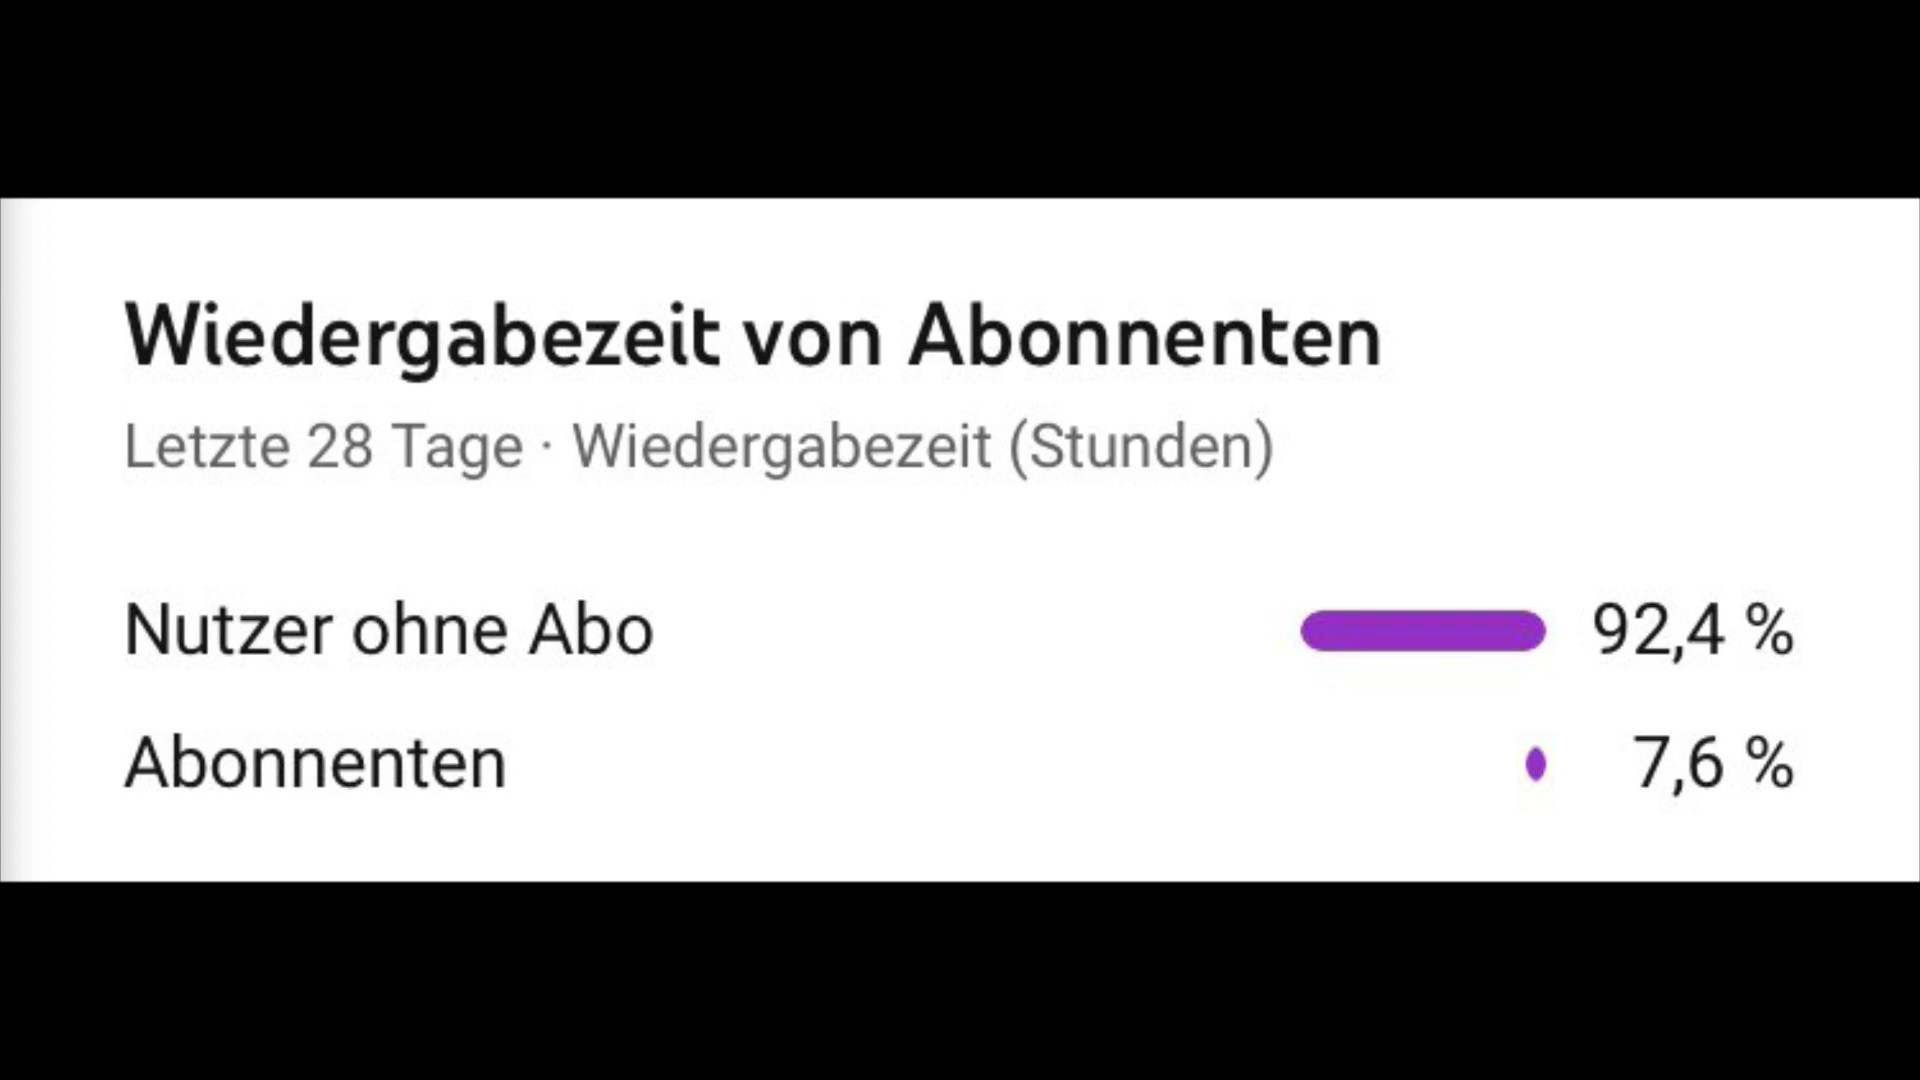 Wiedergabezeit von Abonnenten
Letzte 28 Tage · Wiedergabezeit (Stunden)
Nutzer ohne Abo 92,4 %
Abonnenten 7,6 %